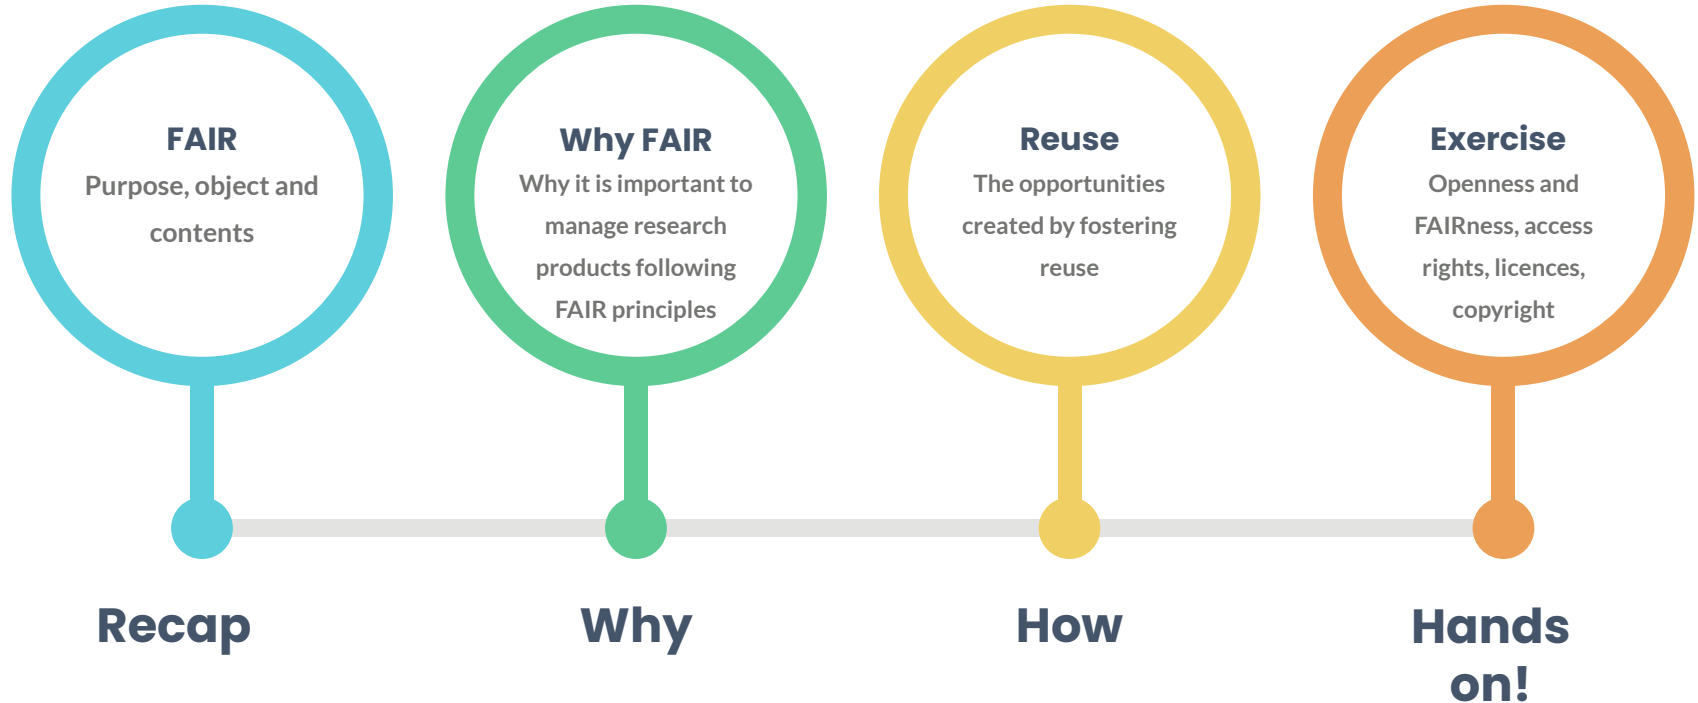 FAIR
Purpose, object and
contents
Why FAIR
Why it is important to
manage research
products following
FAIR principles
Reuse
The opportunities
created by fostering
reuse
Exercise
Openness and
FAIRness, access
rights, licences,
copyright
Recap
Why
How
Hands
on!